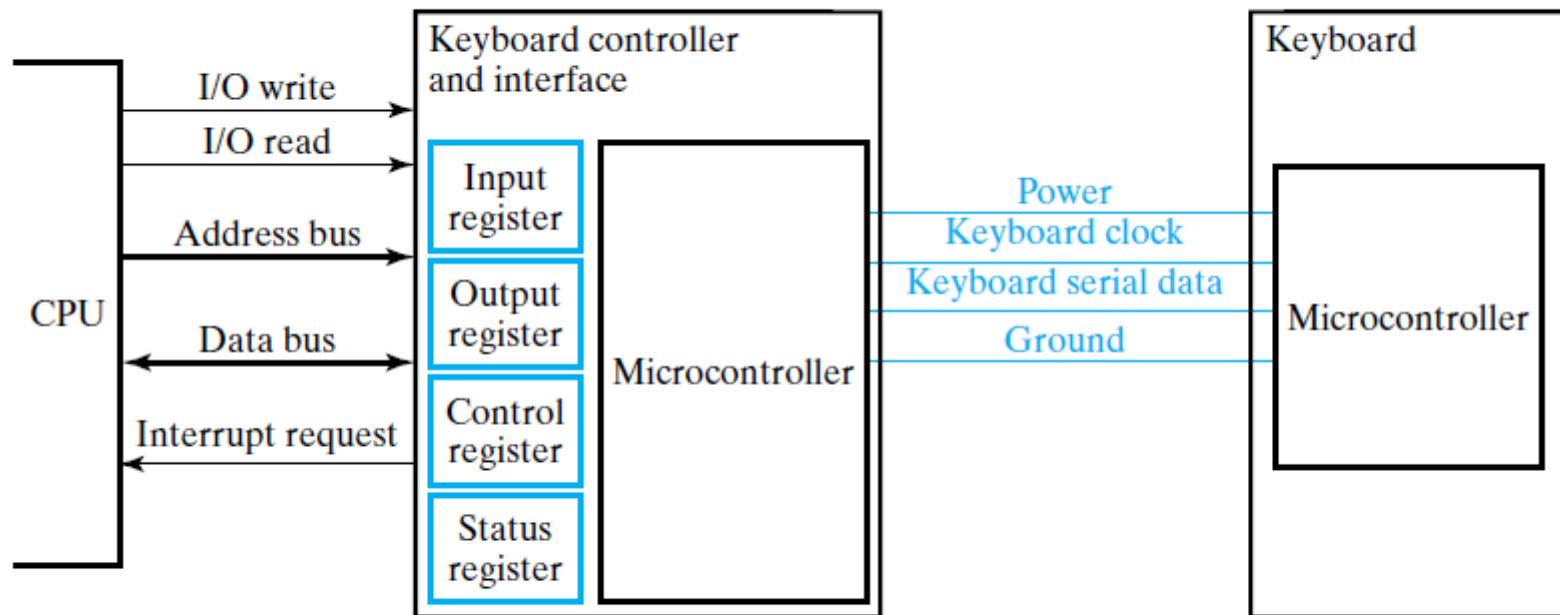 CPU
I/O write
I/O read
Address bus
Data bus
Interrupt request
Keyboard controller
and interface
Input
register
Output
register
Control
register
Status
register
Microcontroller
Power
Keyboard clock
Keyboard serial data
Ground
Keyboard
Microcontroller